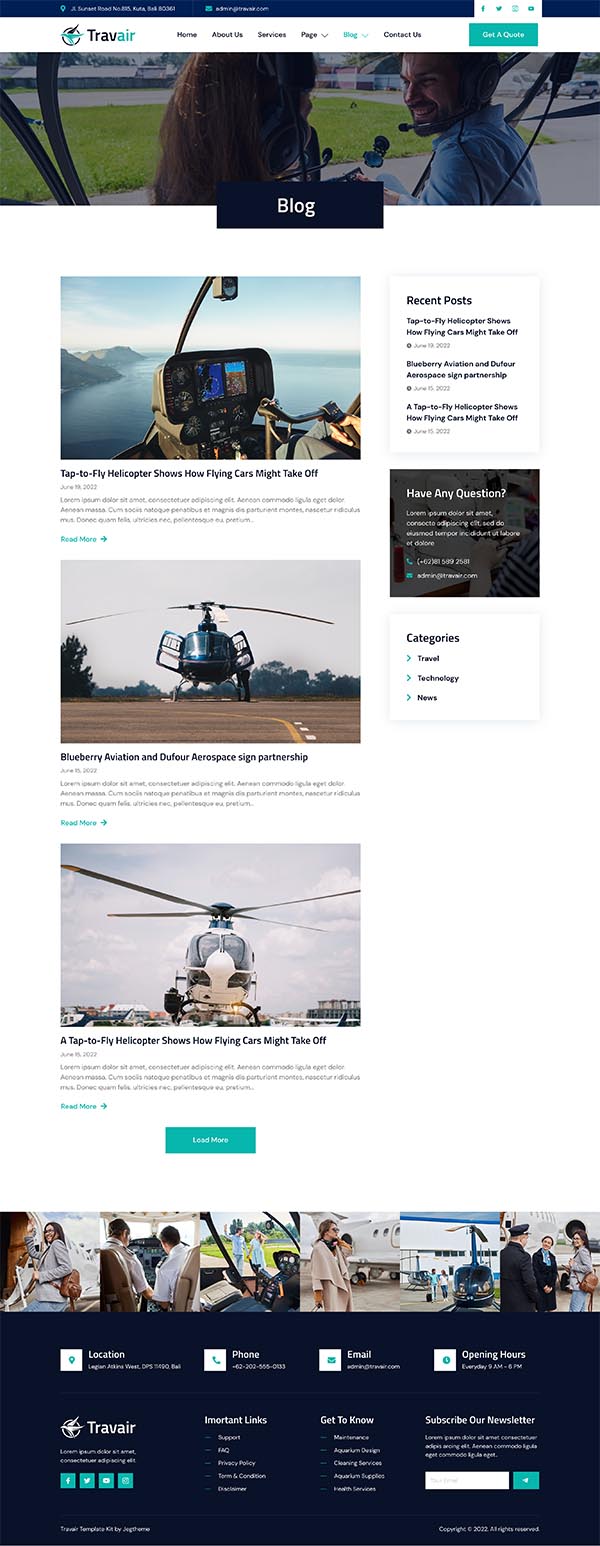 Jl. Sunset Road No.815, Kuta, Bali 80361
admin@travair.com
Travair
Home
About Us
Services
Page
Blog
Contact Us
Get A Quote
Blog
Tap-to-Fly Helicopter Shows How Flying Cars Might Take Off
June 19, 2022
Lorem ipsum dolor sit amet, consectetuer adipiscing elit. Aenean commodo ligula eget dolor.
Aenean massa. Cum sociis natoque penatibus et magnis dis parturient montes, nascetur ridiculus
mus. Donec quam felis, ultricies nec, pellentesque eu, pretium...
Read More
Blueberry Aviation and Dufour Aerospace sign partnership
June 15, 2022
Lorem ipsum dolor sit amet, consectetuer adipiscing elit. Aenean commodo ligula eget dolor.
Aenean massa. Cum sociis natoque penatibus et magnis dis parturient montes, nascetur ridiculus
mus. Donec quam felis, ultricies nec, pellentesque eu, pretium...
Read More
A Tap-to-Fly Helicopter Shows How Flying Cars Might Take Off
June 15, 2022
Lorem ipsum dolor sit amet, consectetuer adipiscing elit. Aenean commodo ligula eget dolor.
Aenean massa. Cum sociis natoque penatibus et magnis dis parturient montes, nascetur ridiculus
mus. Donec quam felis, ultricies nec, pellentesque eu, pretium...
Read More
Load More
Recent Posts
Tap-to-Fly Helicopter Shows
How Flying Cars Might Take Off
June 19, 2022
Blueberry Aviation and Dufour
Aerospace sign partnership
June 15, 2022
A Tap-to-Fly Helicopter Shows
How Flying Cars Might Take Off
June 15, 2022
Have Any Question?
Lorem ipsum dolor sit amet,
consecte adipiscing elit, sed do
eiusmod tempor incididunt ut labore
et dolore
(+62)81 589 2581
admin@travair.com
Categories
Travel
Technology
News
Location
Legian Atkins West, DPS 11490, Bali
Phone
+62-202-555-0133
Email
admin@travair.com
Opening Hours
Everyday 9 AM - 6 PM
Travair
Lorem ipsum dolor sit amet,
consectetuer adipiscing elit.
Imortant Links
Support
FAQ
Privacy Policy
Term & Condition
Disclaimer
Get To Know
Maintenance
Aquarium Design
Cleaning Services
Aquarium Supplies
Health Services
Subscribe Our Newsletter
Lorem ipsum dolor sit amet, consectetuer
adipis arcing elit. Aenean commodo ligula
eget dolor..
Your Email
Travair Template Kit by Jegtheme
Copyright © 2022. All rights reserved.